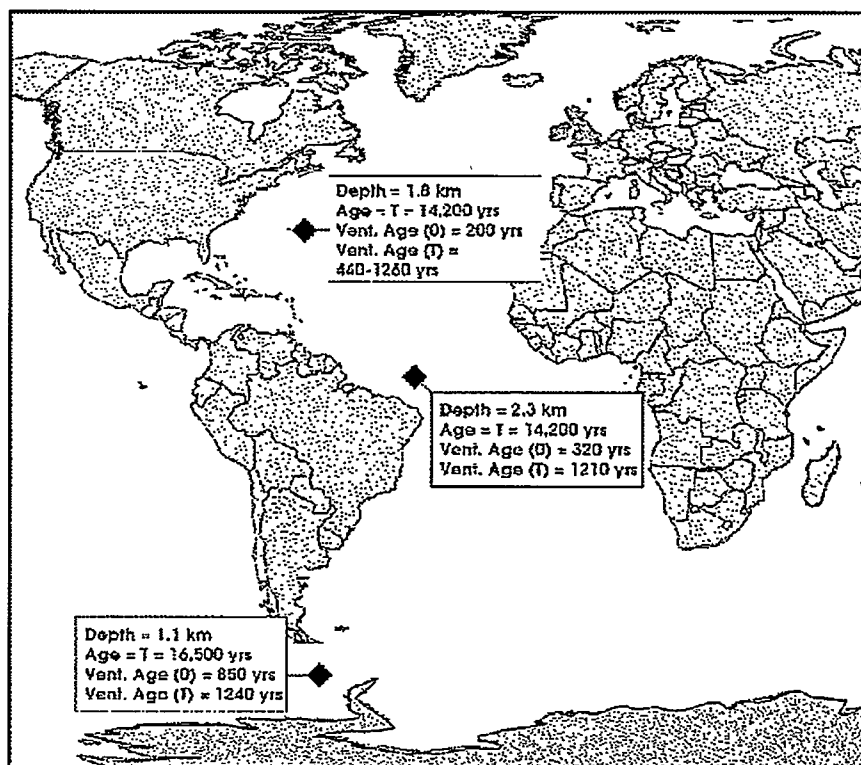 Depth = 1.8 km
Age = T = 14,200 yrs
Vent. Age (0) = 200 yrs
Vent. Age (T) =
460-1260 yrs
Depth = 2.3 km
Age = T = 14,200 yrs
Vent. Age (0) = 320 yrs
Vent. Age (T) = 1210 yrs
Depth = 1.1 km
Age = T = 16,500 yrs
Vent. Age (0) = 850 yrs
Vent. Age (T) = 1240 yrs